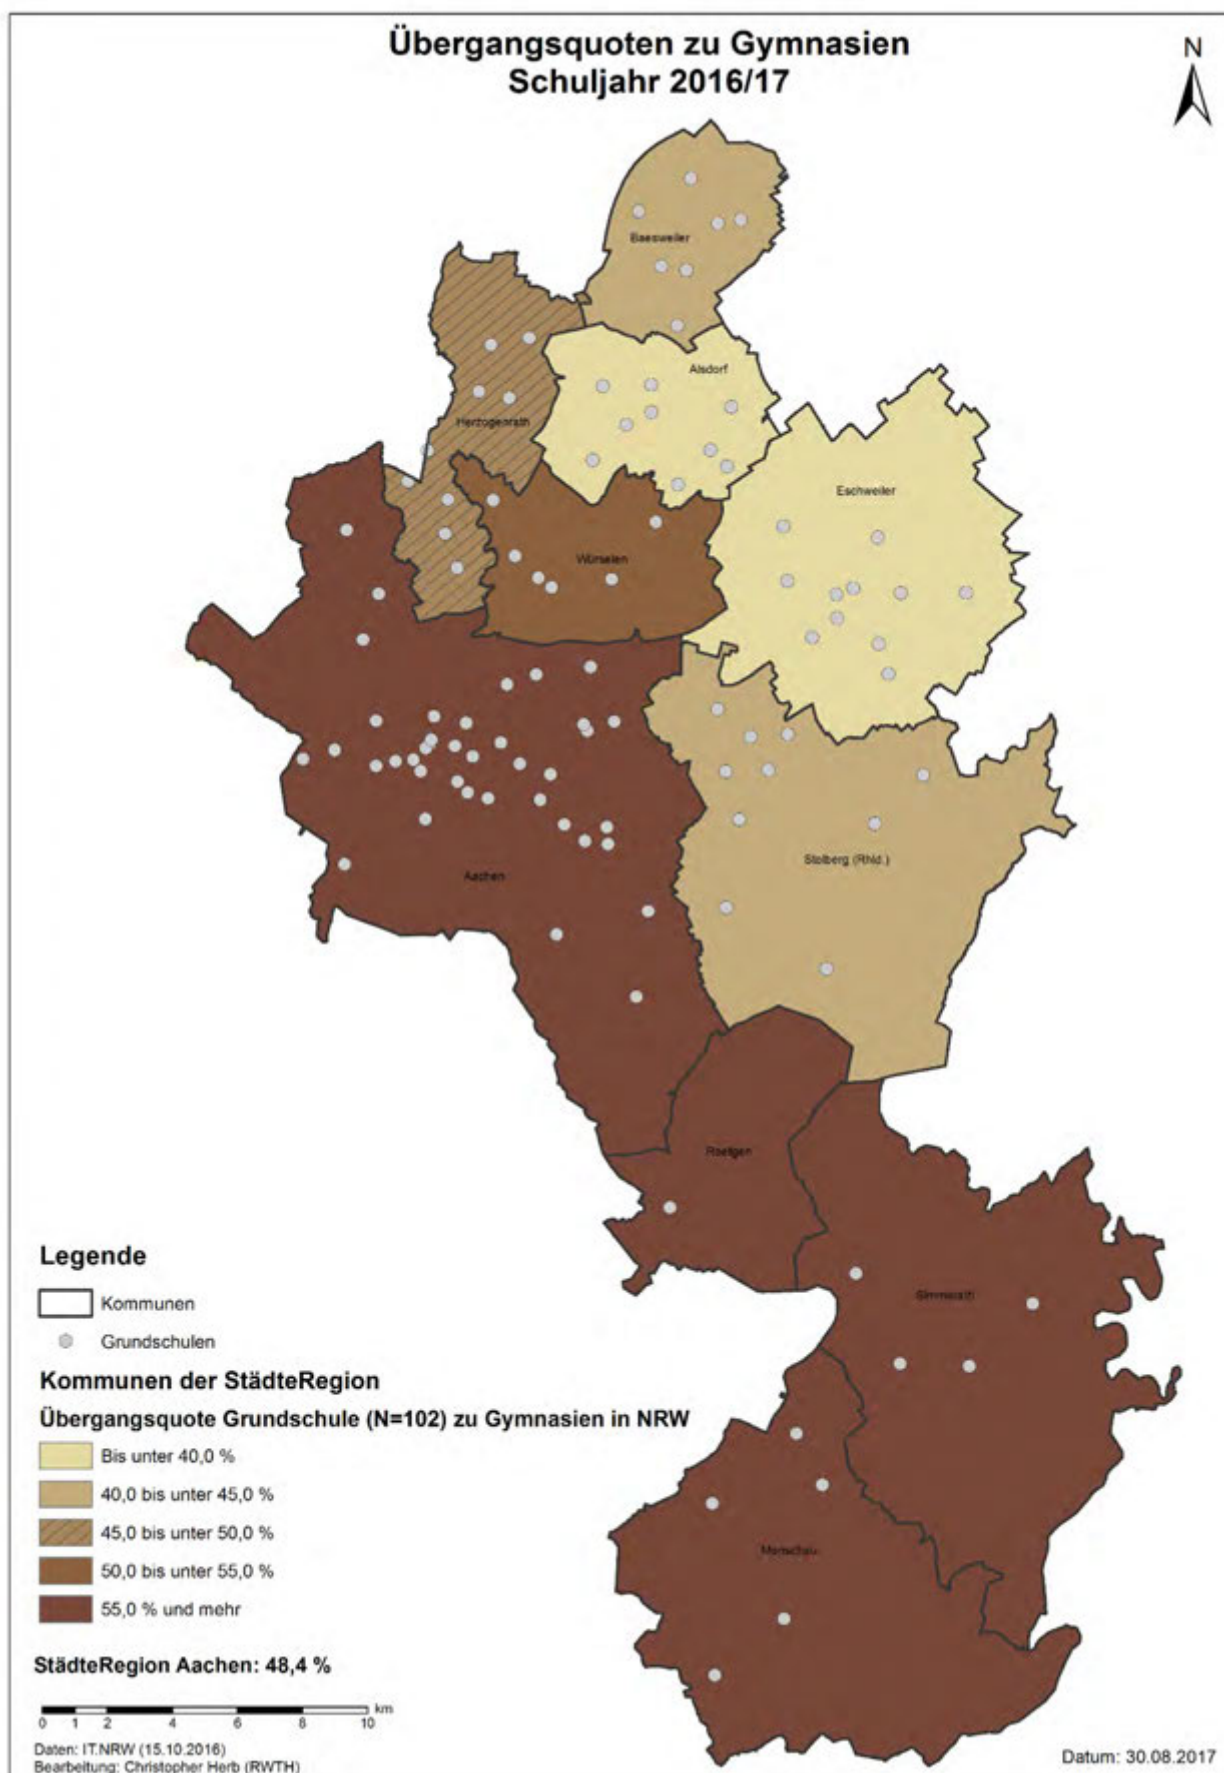 Übergangsquoten zu Gymnasien
Schuljahr 2016/17
N
Baesweiler
Alsdorf
Herzogenrath
Eschweiler
Würselen
Stolberg (Rhld.)
Aachen
Roetgen
Simmerath
Monschau
Legende
Kommunen
Grundschulen
Kommunen der StädteRegion
Übergangsquote Grundschule (N=102) zu Gymnasien in NRW
Bis unter 40,0 %
40,0 bis unter 45,0 %
45,0 bis unter 50,0 %
50,0 bis unter 55,0 %
55,0 % und mehr
StädteRegion Aachen: 48,4 %
km
0 1 2 4 6 8 10
Daten: IT.NRW (15.10.2016)
Bearbeitung: Christopher Herb (RWTH)
Datum: 30.08.2017